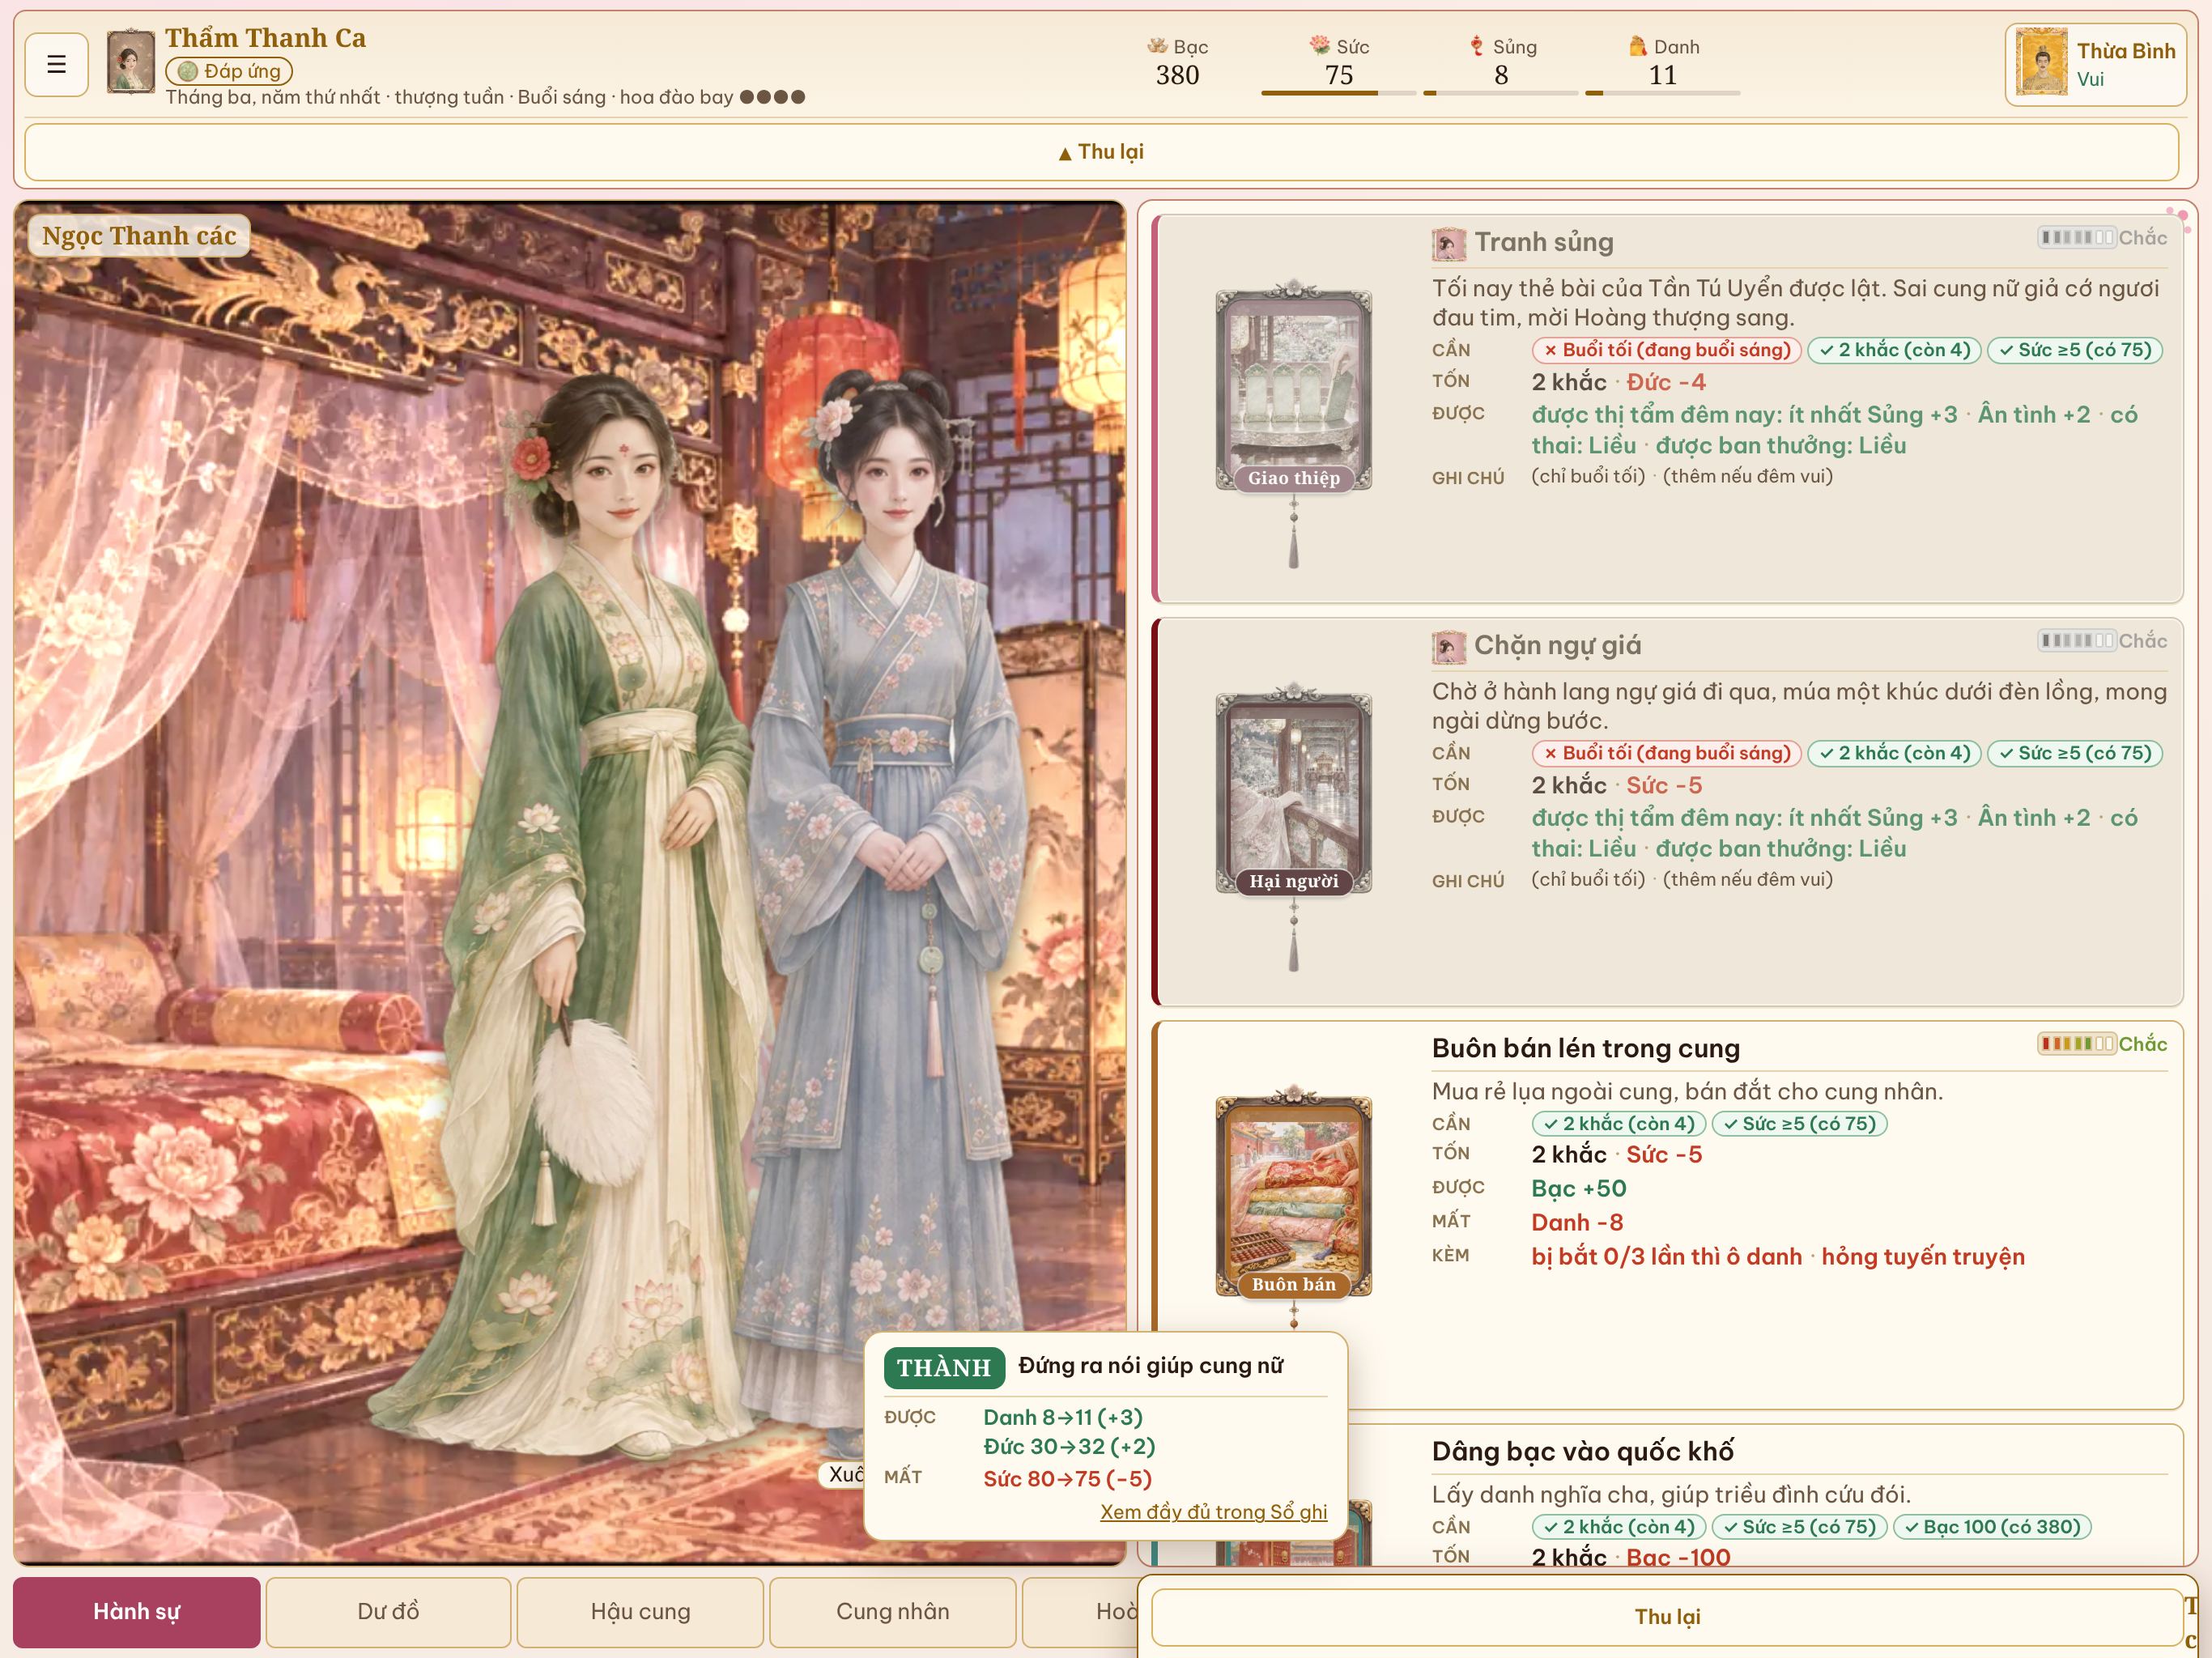 ☰
Thẩm Thanh Ca
Đáp ứng
Tháng ba, năm thứ nhất · thượng tuần · Buổi sáng · hoa đào bay ●●●●
Bạc
380
Sức
75
Sủng
8
Danh
11
Thừa Bình
Vui
▲ Thu lại
Ngọc Thanh các
Tranh sủng
Chắc
Tối nay thẻ bài của Tần Tú Uyển được lật. Sai cung nữ giả cớ ngươi
đau tim, mời Hoàng thượng sang.
CẦN × Buổi tối (đang buổi sáng) ✓ 2 khắc (còn 4) ✓ Sức ≥5 (có 75)
TỐN 2 khắc · Đức -4
ĐƯỢC được thị tẩm đêm nay: ít nhất Sủng +3 · Ân tình +2 · có
thai: Liều · được ban thưởng: Liều
GHI CHÚ (chỉ buổi tối) · (thêm nếu đêm vui)
Giao thiệp
Chặn ngự giá
Chắc
Chờ ở hành lang ngự giá đi qua, múa một khúc dưới đèn lồng, mong
ngài dừng bước.
CẦN × Buổi tối (đang buổi sáng) ✓ 2 khắc (còn 4) ✓ Sức ≥5 (có 75)
TỐN 2 khắc · Sức -5
ĐƯỢC được thị tẩm đêm nay: ít nhất Sủng +3 · Ân tình +2 · có
thai: Liều · được ban thưởng: Liều
GHI CHÚ (chỉ buổi tối) · (thêm nếu đêm vui)
Hại người
Buôn bán lén trong cung
Chắc
Mua rẻ lụa ngoài cung, bán đắt cho cung nhân.
CẦN ✓ 2 khắc (còn 4) ✓ Sức ≥5 (có 75)
TỐN 2 khắc · Sức -5
ĐƯỢC Bạc +50
MẤT Danh -8
KÈM bị bắt 0/3 lần thì ô danh · hỏng tuyến truyện
Buôn bán
THÀNH Đứng ra nói giúp cung nữ
ĐƯỢC Danh 8→11 (+3)
Đức 30→32 (+2)
MẤT Sức 80→75 (-5)
Xem đầy đủ trong Sổ ghi
Dâng bạc vào quốc khố
Lấy danh nghĩa cha, giúp triều đình cứu đói.
CẦN ✓ 2 khắc (còn 4) ✓ Sức ≥5 (có 75) ✓ Bạc 100 (có 380)
TỐN 2 khắc · Bạc -100
Hành sự
Dư đồ
Hậu cung
Cung nhân
Thu lại